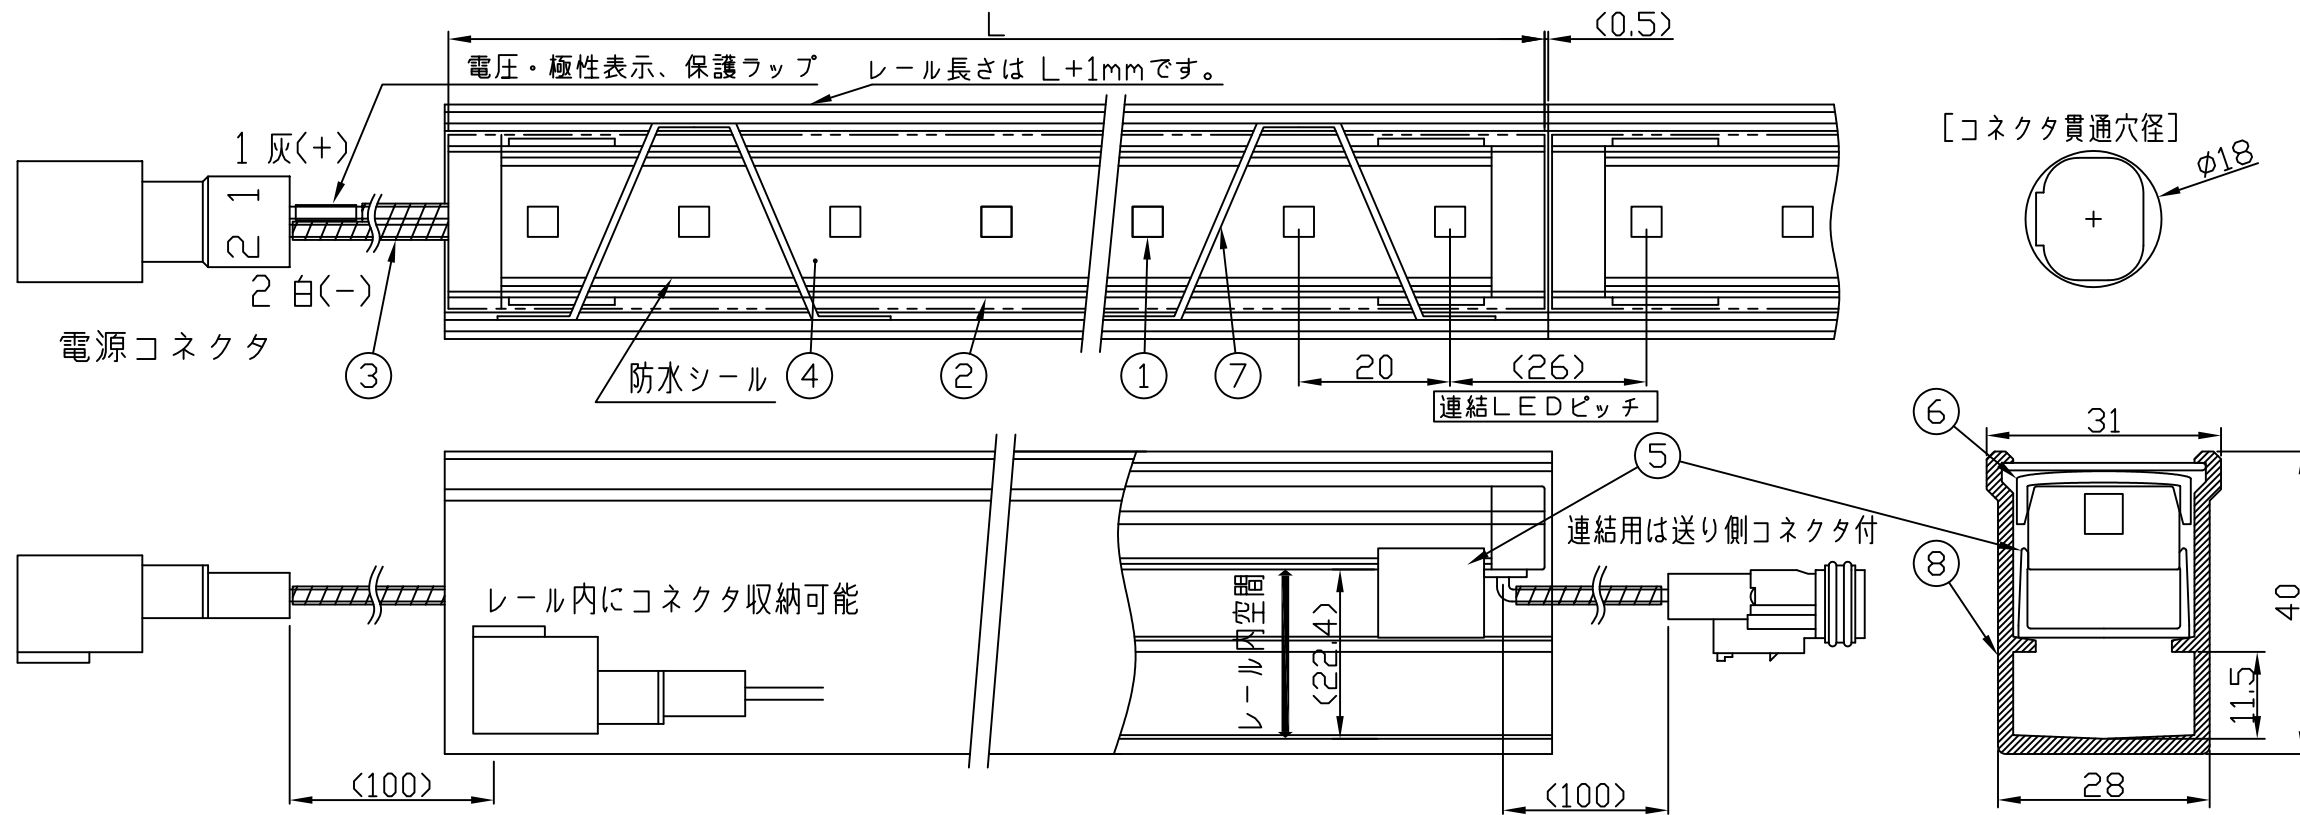 L
(0.5)
電圧・極性表示、保護ラップ
レール長さは L+1mmです。
[コネクタ貫通穴径]
φ18
1 灰(+)
2 1
2 白(-)
電源コネクタ
③
防水シール
④
②
①
⑦
20
(26)
連結LEDピッチ
⑥
31
⑤
連結用は送り側コネクタ付
⑧
レール内にコネクタ収納可能
レール内空間
(22.4)
40
11.5
(100)
(100)
28